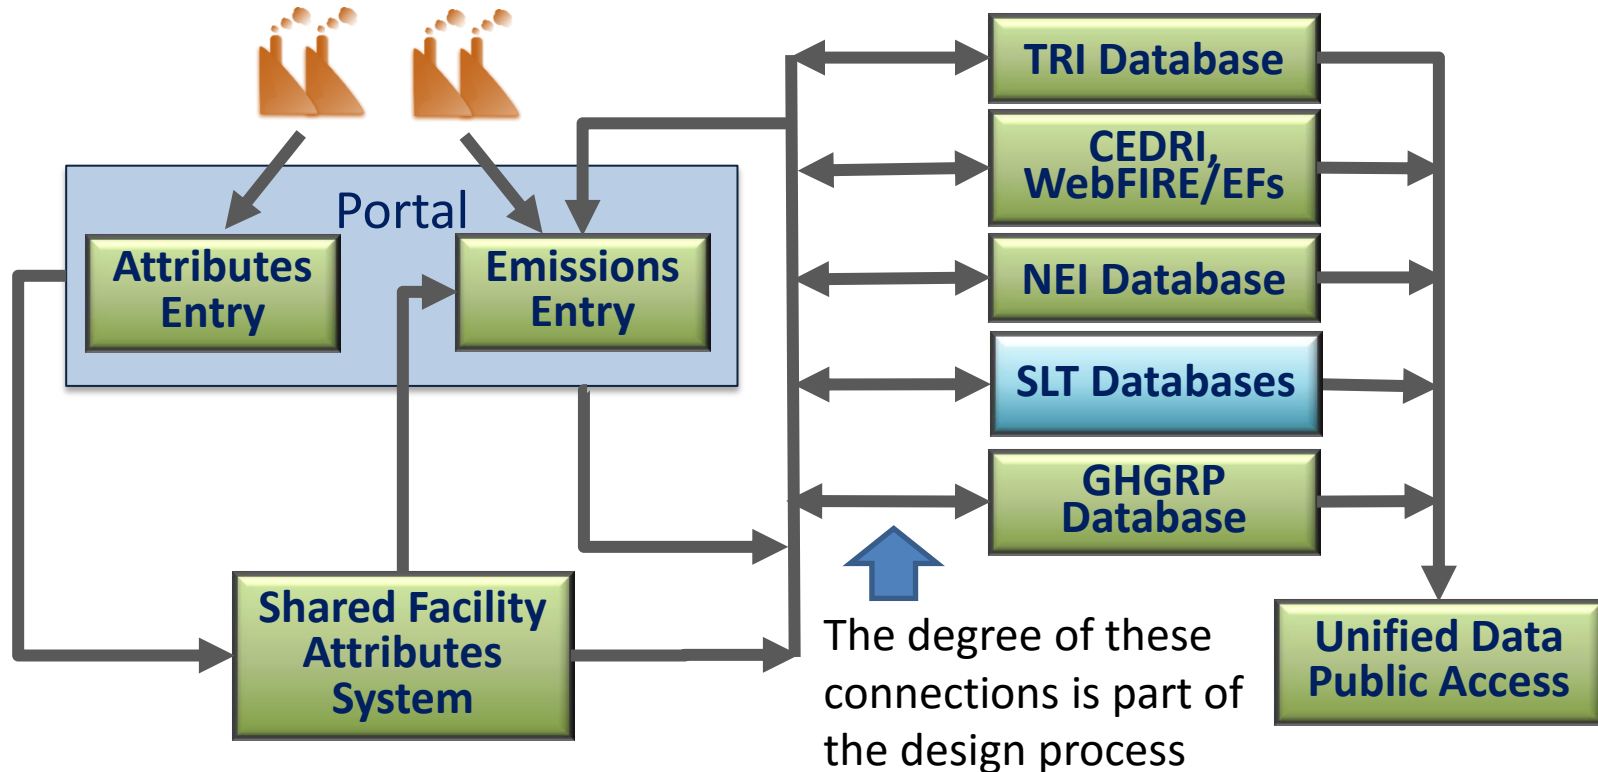 Portal
Attributes
Entry
Emissions
Entry
Shared Facility
Attributes
System
TRI Database
CEDRI,
WebFIRE/EFs
NEI Database
SLT Databases
GHGRP
Database
The degree of these
connections is part of
the design process
Unified Data
Public Access